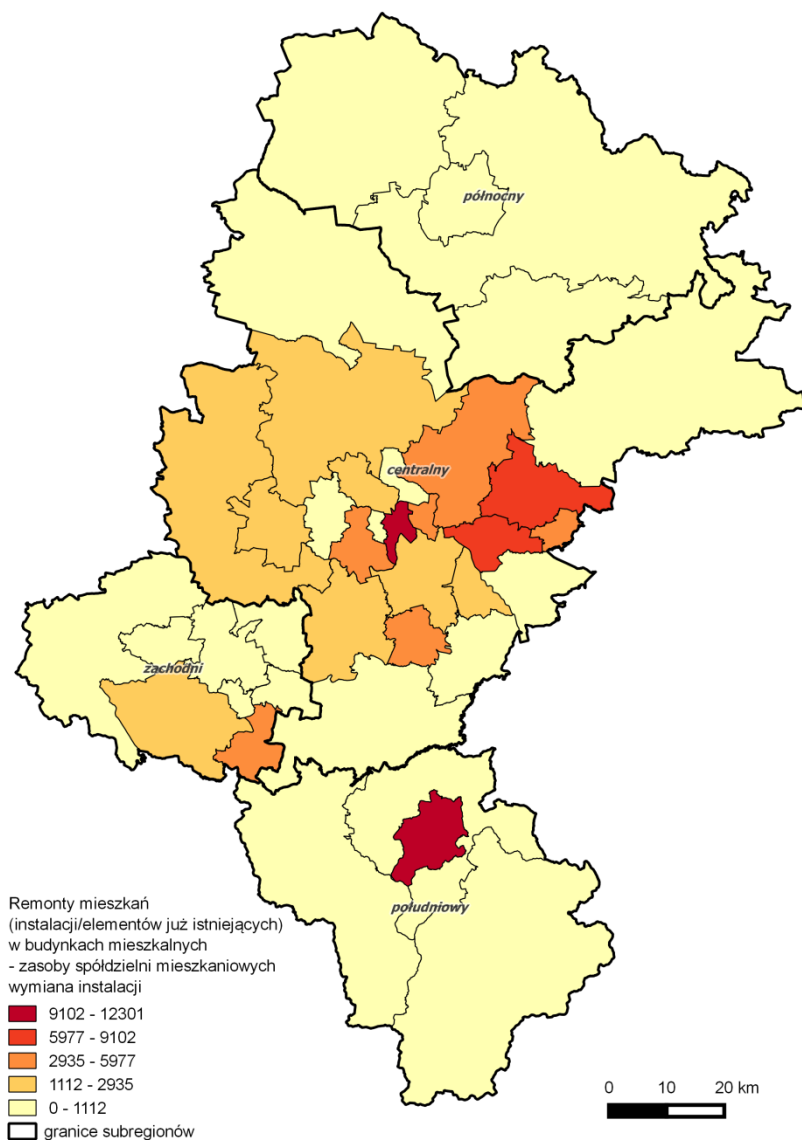 północny
centralny
zachodni
południowy
Remonty mieszkań
(instalacji/elementów już istniejących)
w budynkach mieszkalnych
- zasoby spółdzielni mieszkaniowych
wymiana instalacji
9102 - 12301
5977 - 9102
2935 - 5977
1112 - 2935
0 - 1112
granice subregionów
0 10 20 km